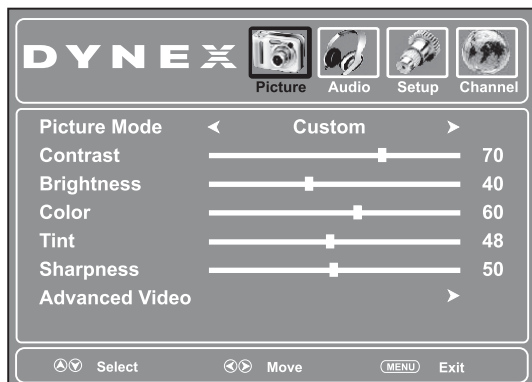 DYNEX
Picture Audio Setup Channel
Picture Mode Custom
Contrast 70
Brightness 40
Color 60
Tint 48
Sharpness 50
Advanced Video
Select Move MENU Exit